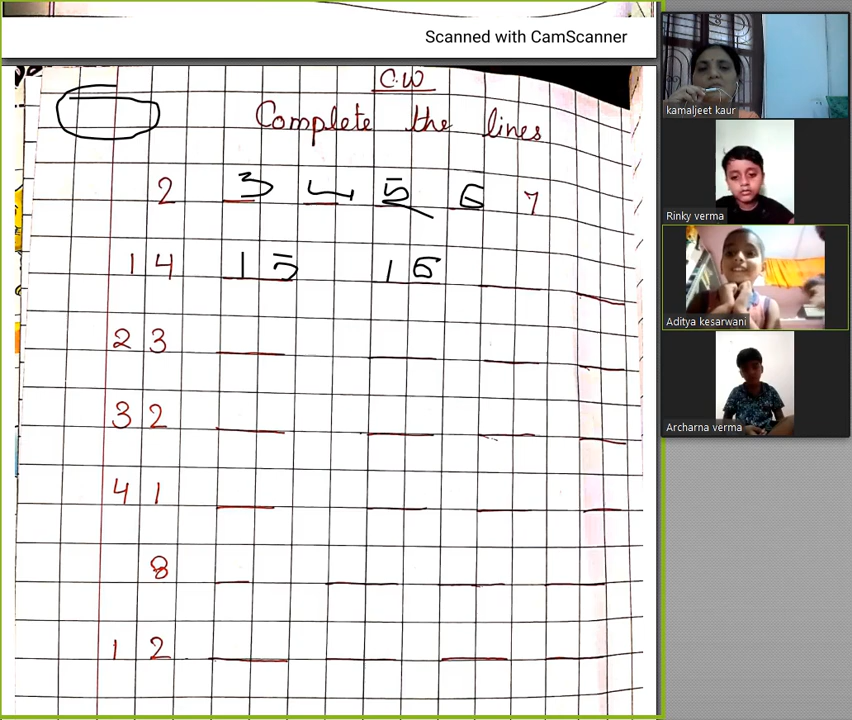 Scanned with CamScanner
C.W
Complete the lines
2 3 4 5 6 7
14 15 16
23
32
41
8
12
kamaljeet kaur
Rinky verma
Aditya kesarwani
Archarna verma